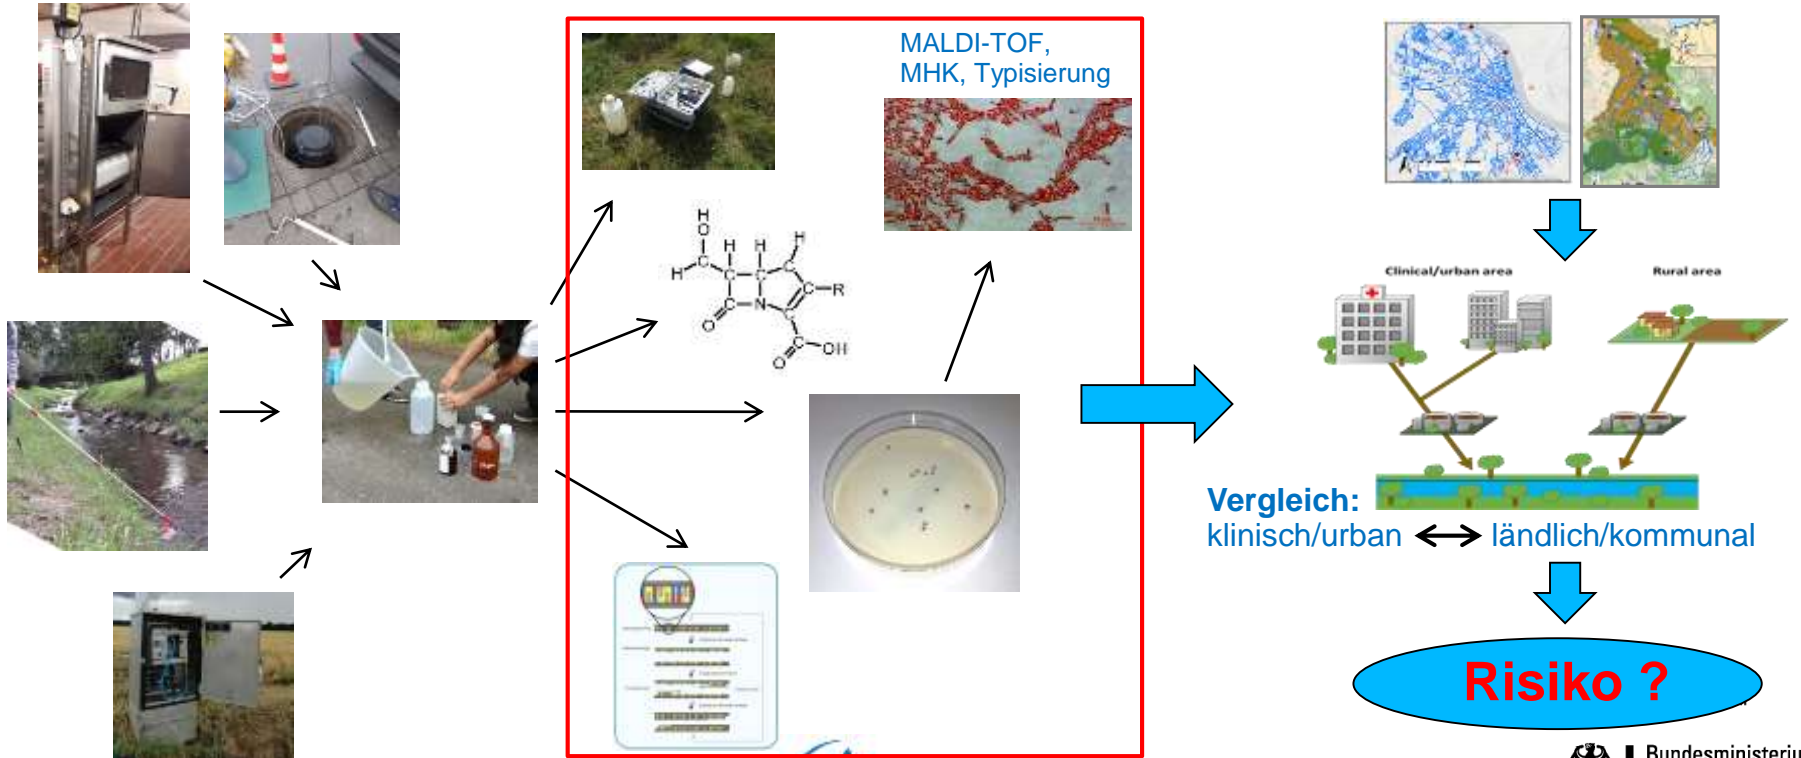 MALDI-TOF,
MHK, Typisierung
H
O
H H H
H C C C C
C N C R
O C
C OH
O
Clinical/urban area
Rural area
Vergleich:
klinisch/urban ländlich/kommunal
Risiko ?
Bundesministeriu